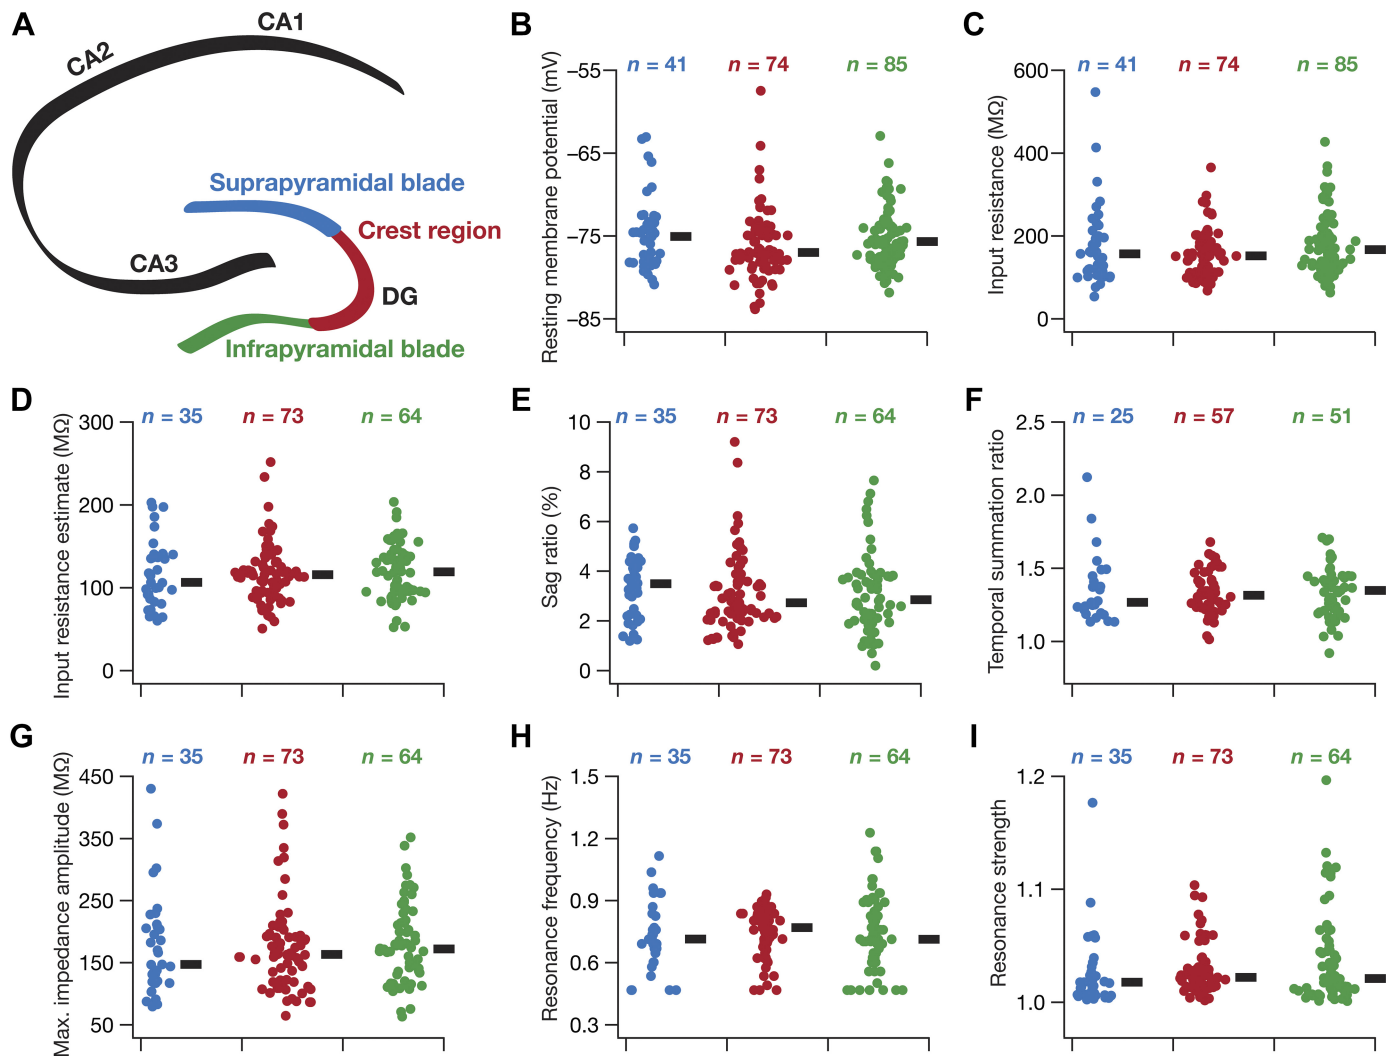 A
CA1
CA2
Suprapyramidal blade
Crest region
CA3
DG
Infrapyramidal blade
B
Resting membrane potential (mV)
n = 41
n = 74
n = 85
–55
–65
–75
–85
C
Input resistance (MΩ)
n = 41
n = 74
n = 85
600
400
200
0
D
Input resistance estimate (MΩ)
n = 35
n = 73
n = 64
300
200
100
0
E
Sag ratio (%)
n = 35
n = 73
n = 64
10
8
6
4
2
0
F
Temporal summation ratio
n = 25
n = 57
n = 51
2.5
2.0
1.5
1.0
G
Max. impedance amplitude (MΩ)
n = 35
n = 73
n = 64
450
350
250
150
50
H
Resonance frequency (Hz)
n = 35
n = 73
n = 64
1.5
1.2
0.9
0.6
0.3
I
Resonance strength
n = 35
n = 73
n = 64
1.2
1.1
1.0